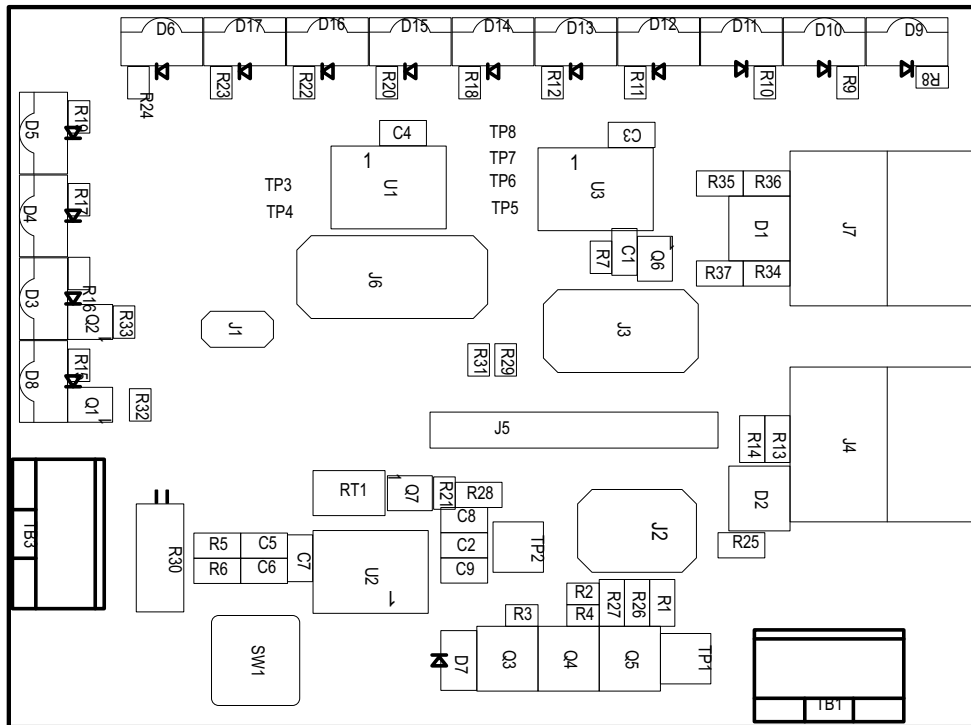 D6 D17 D16 D15 D14 D13 D12 D11 D10 D9
R24 R23 R22 R20 R18 R12 R11 R10 R9 R8
D5 R19
C4 TP8 C3
1 TP7 1
U1 TP6 U3
TP3 TP4 TP5
R35 R36
D1 J7
R37 R34
D4 R17
R7 C1 Q6 1
J6
D3 R16
Q2 1 R33
J1 J3
R31 R29
D8 R15
Q1 1 R32
J5
R14 R13 J4
RT1 Q7 1 R21 R28
D2
C8
TB3 R30 R5 C5 C7 C2 TP2 J2 R25
R6 C6 U2 C9
1
R2 R27 R26 R1
R3 R4
SW1 D7 Q3 Q4 Q5 TP1
TB1